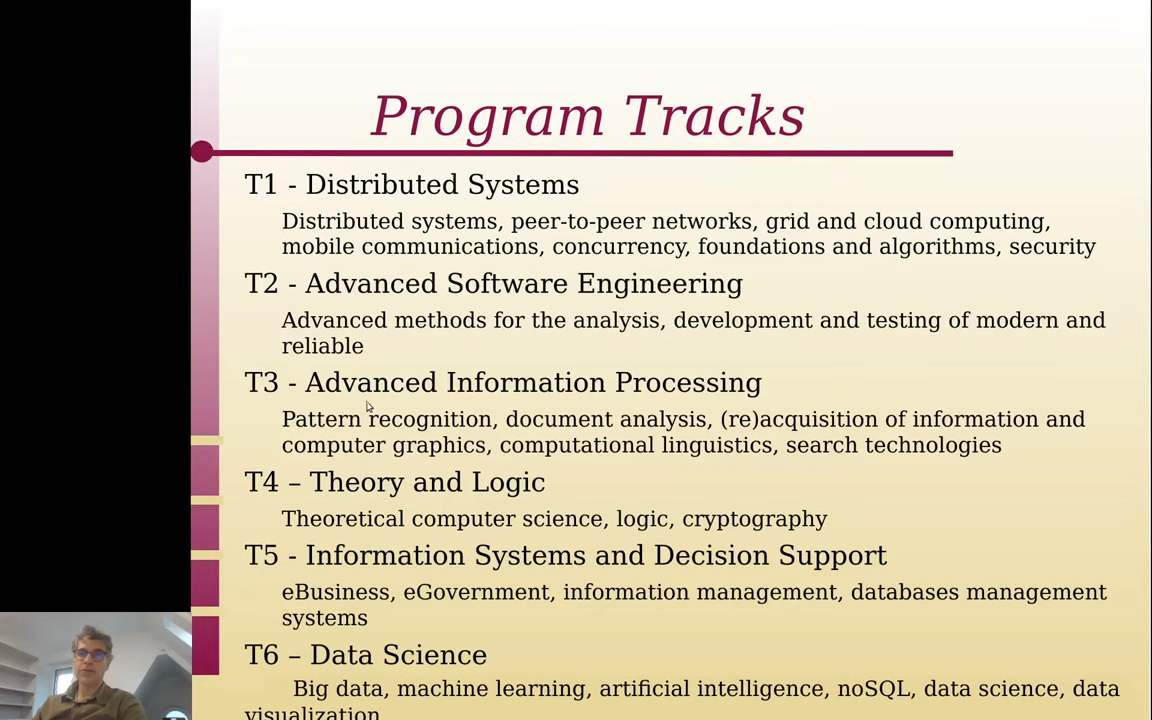 Program Tracks
T1 - Distributed Systems
Distributed systems, peer-to-peer networks, grid and cloud computing,
mobile communications, concurrency, foundations and algorithms, security
T2 - Advanced Software Engineering
Advanced methods for the analysis, development and testing of modern and
reliable
T3 - Advanced Information Processing
Pattern recognition, document analysis, (re)acquisition of information and
computer graphics, computational linguistics, search technologies
T4 – Theory and Logic
Theoretical computer science, logic, cryptography
T5 - Information Systems and Decision Support
eBusiness, eGovernment, information management, databases management
systems
T6 – Data Science
Big data, machine learning, artificial intelligence, noSQL, data science, data
visualization